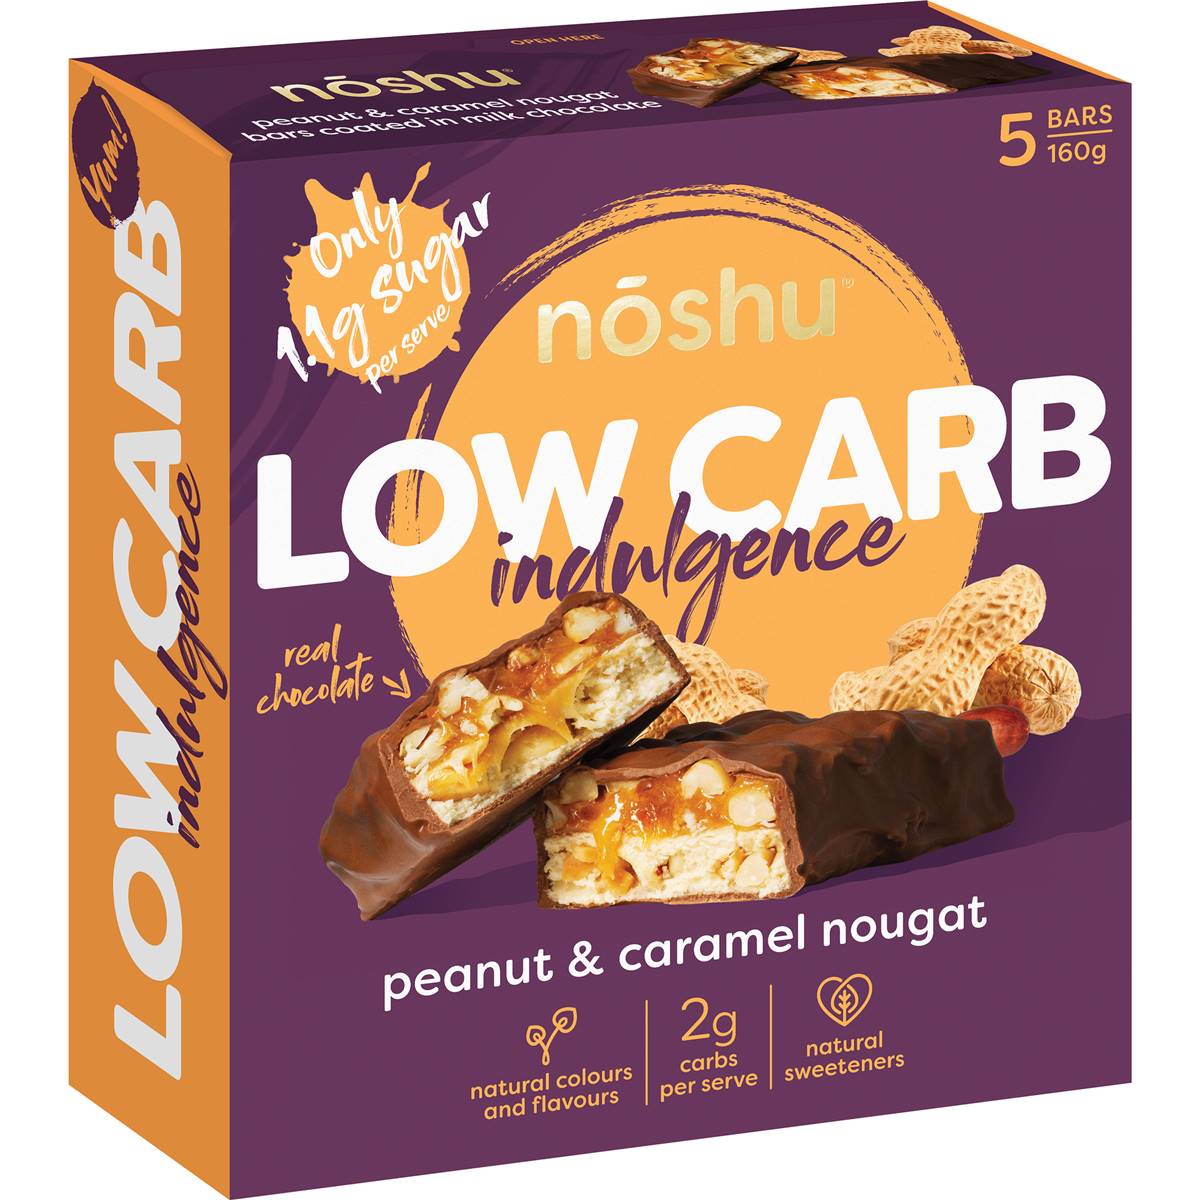 OPEN HERE
nōshu®
peanut & caramel nougat
bars coated in milk chocolate
Yum!
LOW CARB
indulgence
5 BARS
160g
Only
1.1g sugar
per serve
nōshu®
LOW CARB
indulgence
real
chocolate
peanut & caramel nougat
natural colours
and flavours
2g
carbs
per serve
natural
sweeteners